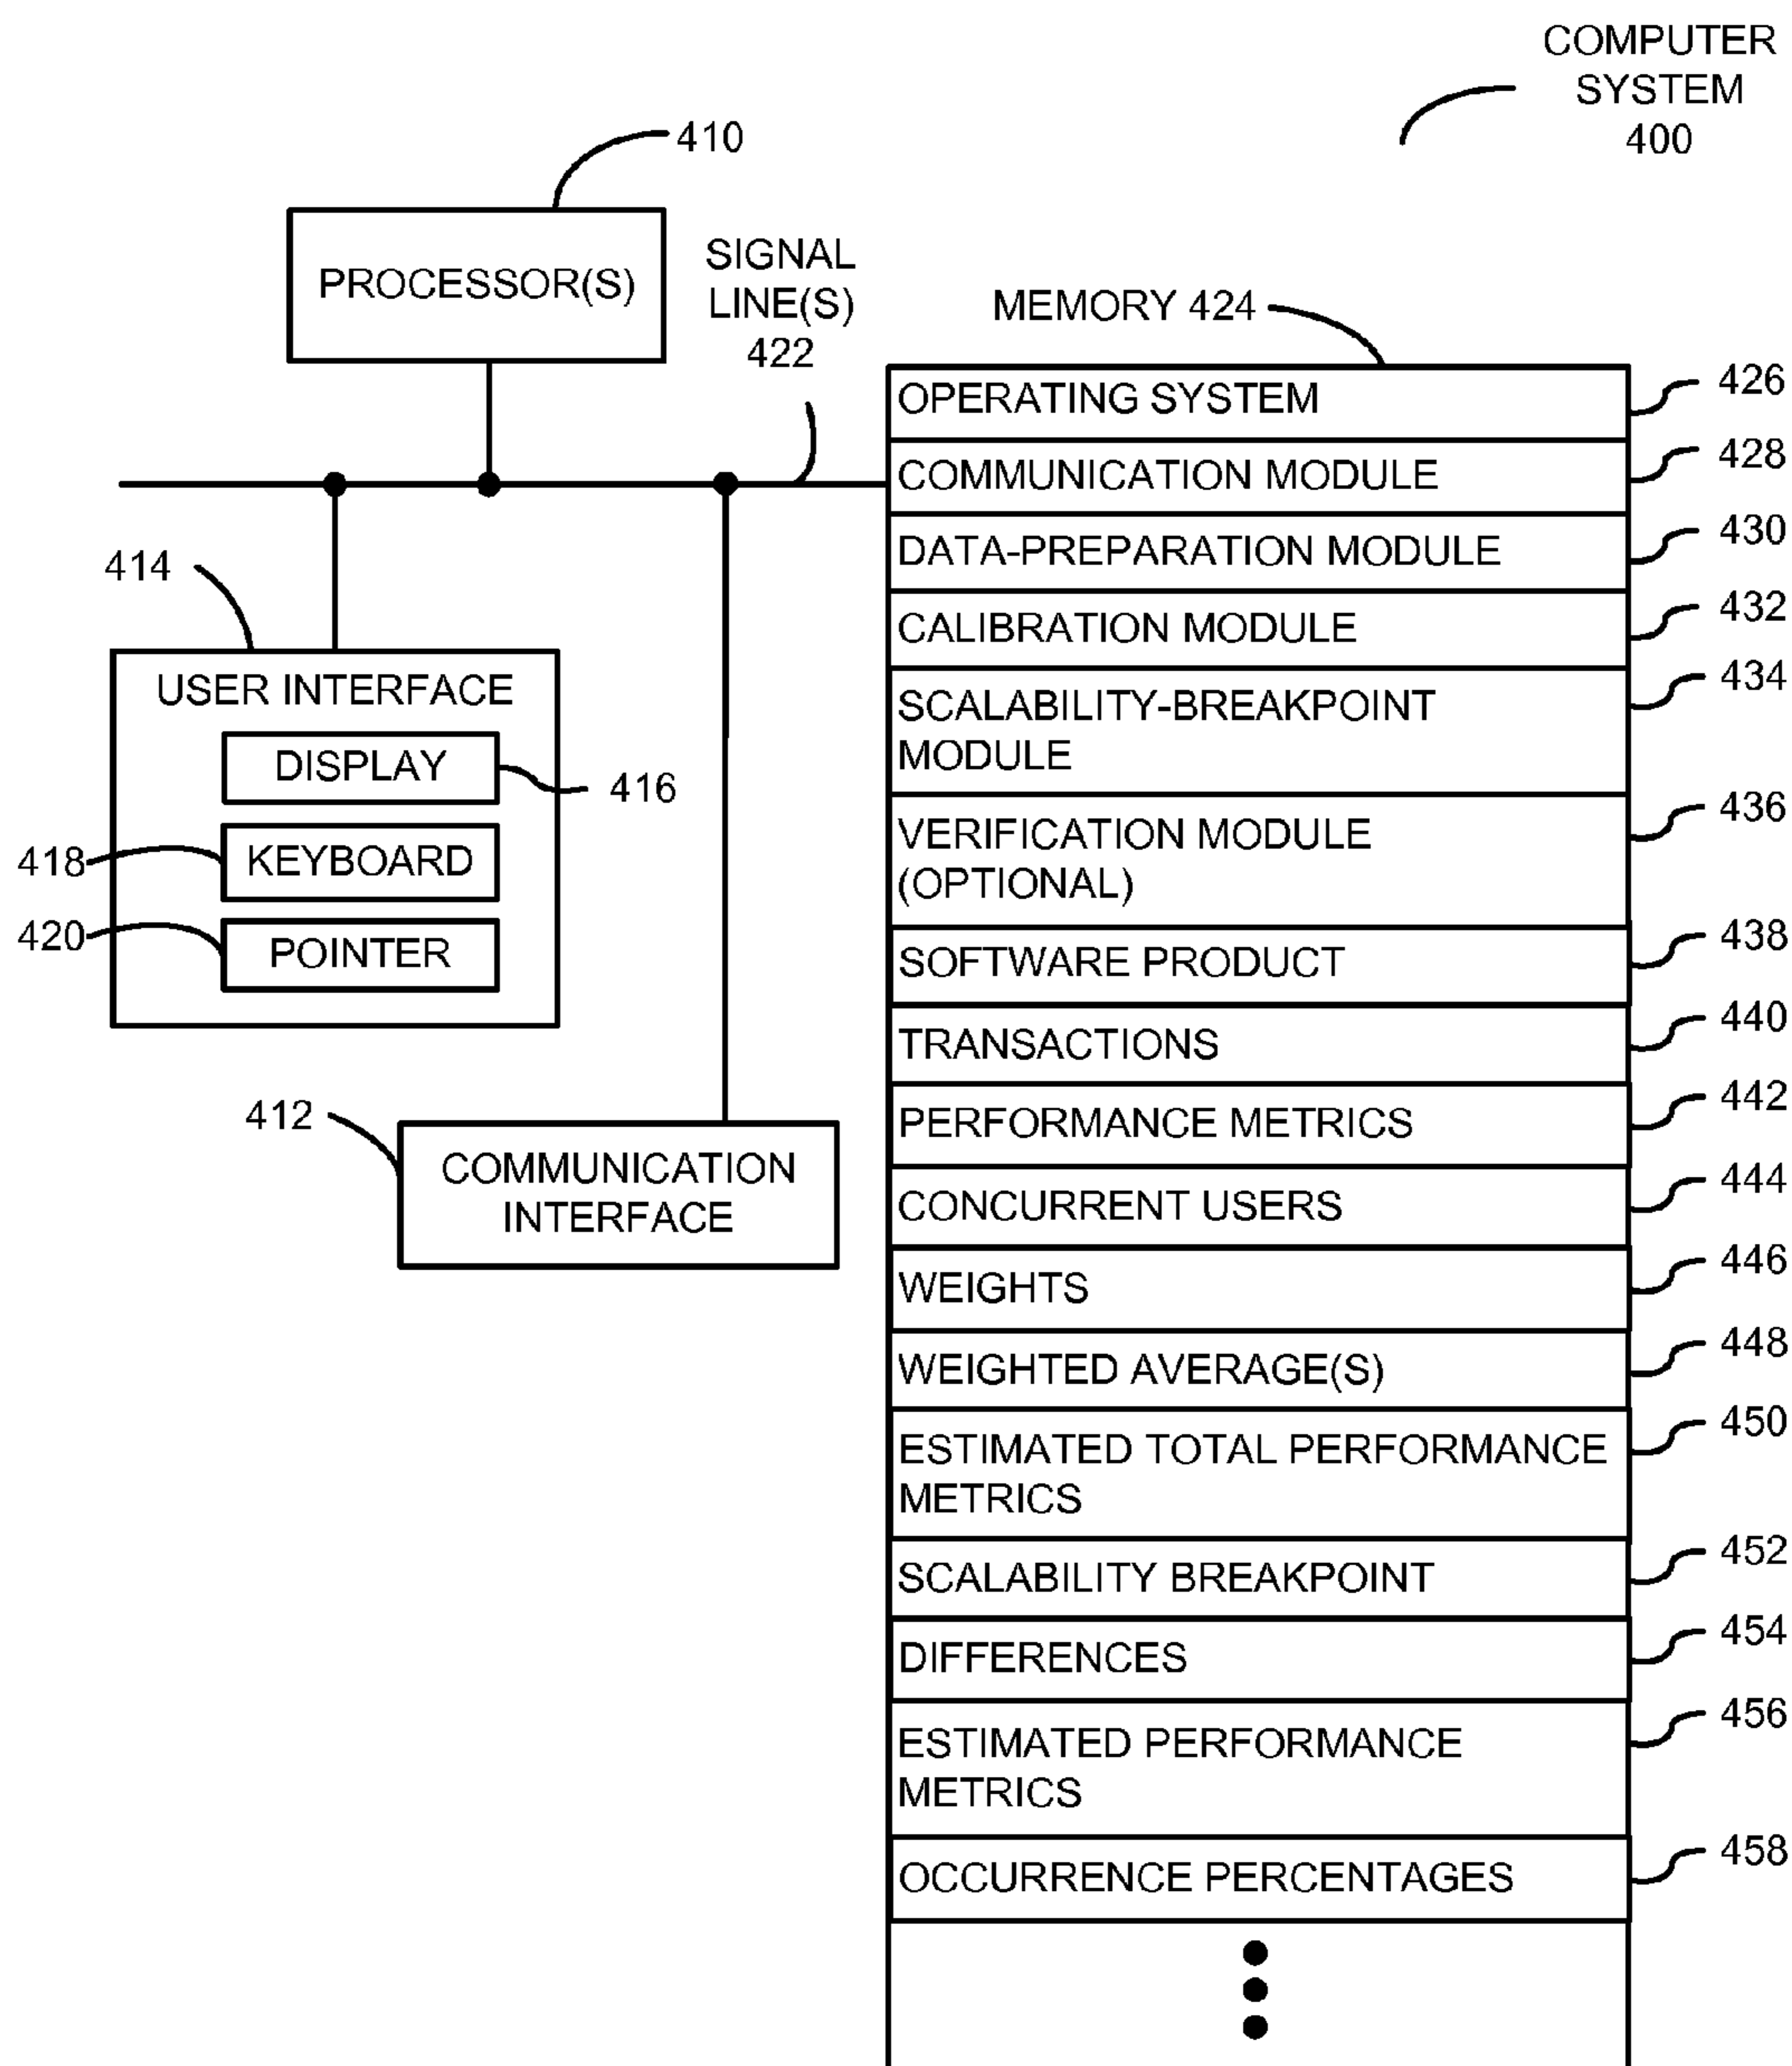 COMPUTER
SYSTEM
400
410
PROCESSOR(S)
SIGNAL
LINE(S)
422
MEMORY 424
OPERATING SYSTEM
426
COMMUNICATION MODULE
428
DATA-PREPARATION MODULE
430
CALIBRATION MODULE
432
SCALABILITY-BREAKPOINT
MODULE
434
VERIFICATION MODULE
(OPTIONAL)
436
SOFTWARE PRODUCT
438
TRANSACTIONS
440
PERFORMANCE METRICS
442
CONCURRENT USERS
444
WEIGHTS
446
WEIGHTED AVERAGE(S)
448
ESTIMATED TOTAL PERFORMANCE
METRICS
450
SCALABILITY BREAKPOINT
452
DIFFERENCES
454
ESTIMATED PERFORMANCE
METRICS
456
OCCURRENCE PERCENTAGES
458
414
USER INTERFACE
DISPLAY
416
418
KEYBOARD
420
POINTER
412
COMMUNICATION
INTERFACE